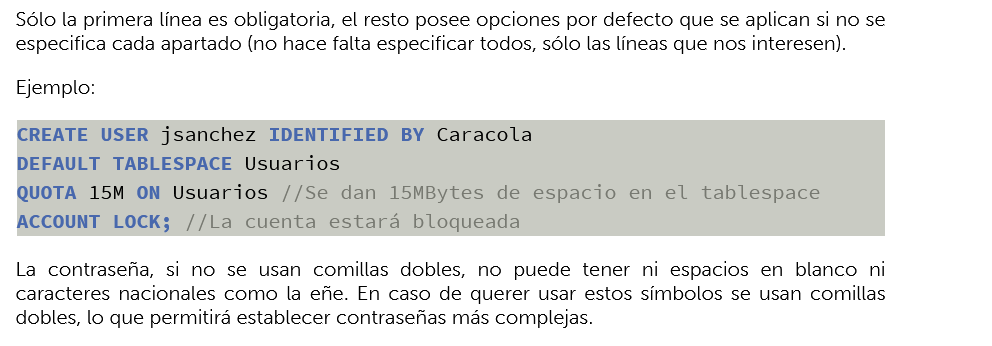 Sólo la primera línea es obligatoria, el resto posee opciones por defecto que se aplican si no se
especifica cada apartado (no hace falta especificar todos, sólo las líneas que nos interesen).
Ejemplo:
CREATE USER jsanchez IDENTIFIED BY Caracola
DEFAULT TABLESPACE Usuarios
QUOTA 15M ON Usuarios //Se dan 15MBytes de espacio en el tablespace
ACCOUNT LOCK; //La cuenta estará bloqueada
La contraseña, si no se usan comillas dobles, no puede tener ni espacios en blanco ni
caracteres nacionales como la eñe. En caso de querer usar estos símbolos se usan comillas
dobles, lo que permitirá establecer contraseñas más complejas.